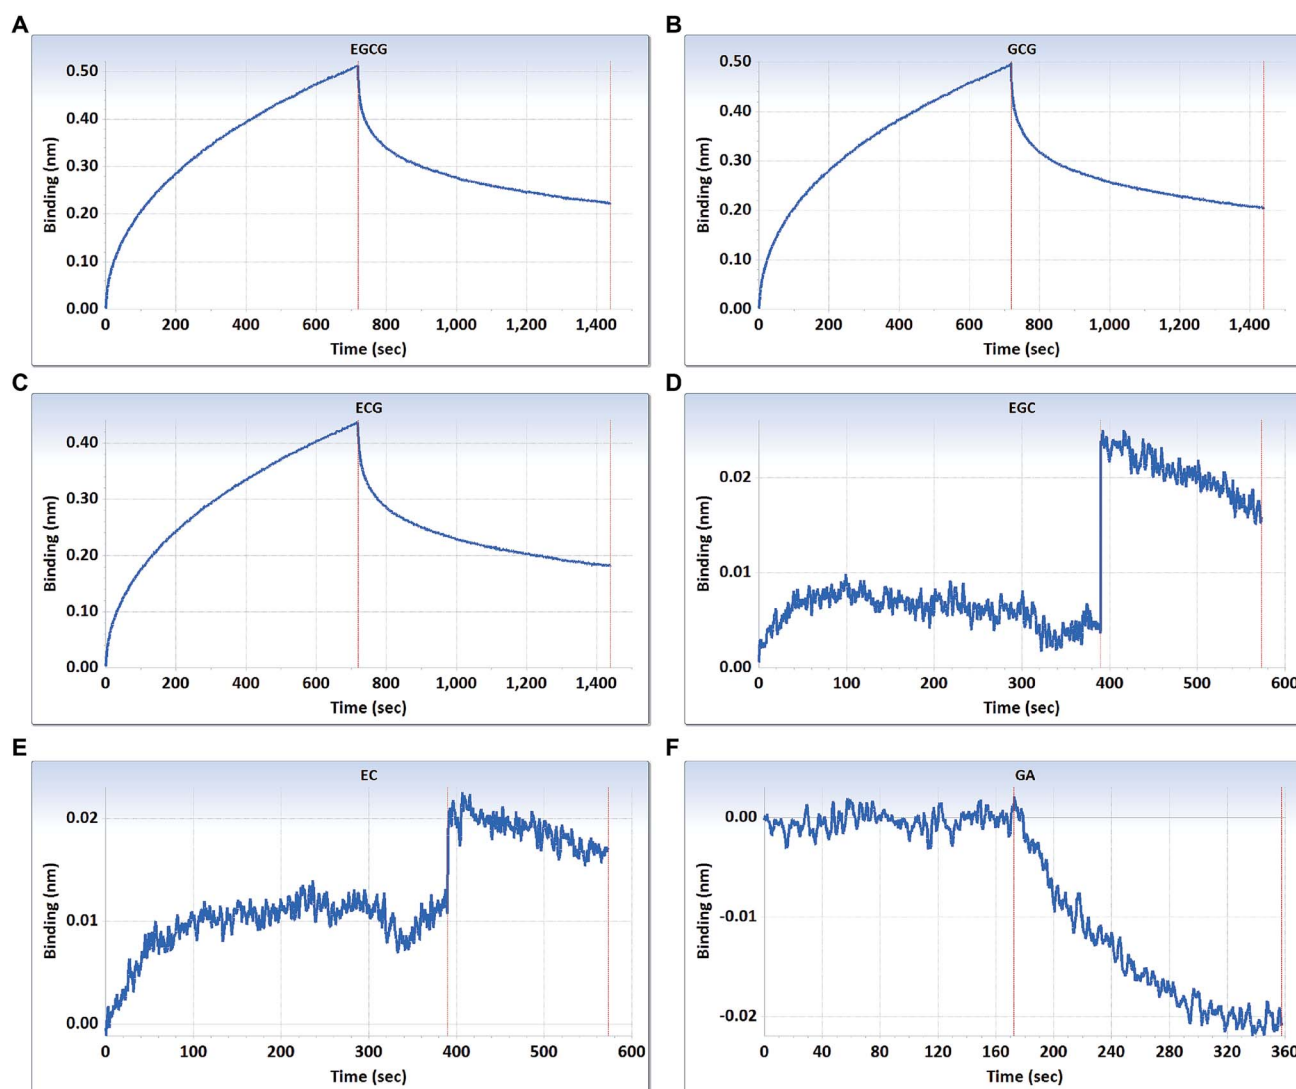 A
EGCG
0.50
0.40
0.30
0.20
0.10
0.00
Binding (nm)
0 200 400 600 800 1,000 1,200 1,400
Time (sec)
B
GCG
0.50
0.40
0.30
0.20
0.10
0.00
Binding (nm)
0 200 400 600 800 1,000 1,200 1,400
Time (sec)
C
ECG
0.40
0.30
0.20
0.10
0.00
Binding (nm)
0 200 400 600 800 1,000 1,200 1,400
Time (sec)
D
EGC
0.02
0.01
0.00
Binding (nm)
0 100 200 300 400 500 600
Time (sec)
E
EC
0.02
0.01
0.00
Binding (nm)
0 100 200 300 400 500 600
Time (sec)
F
GA
0.00
-0.01
-0.02
Binding (nm)
0 40 80 120 160 200 240 280 320 360
Time (sec)